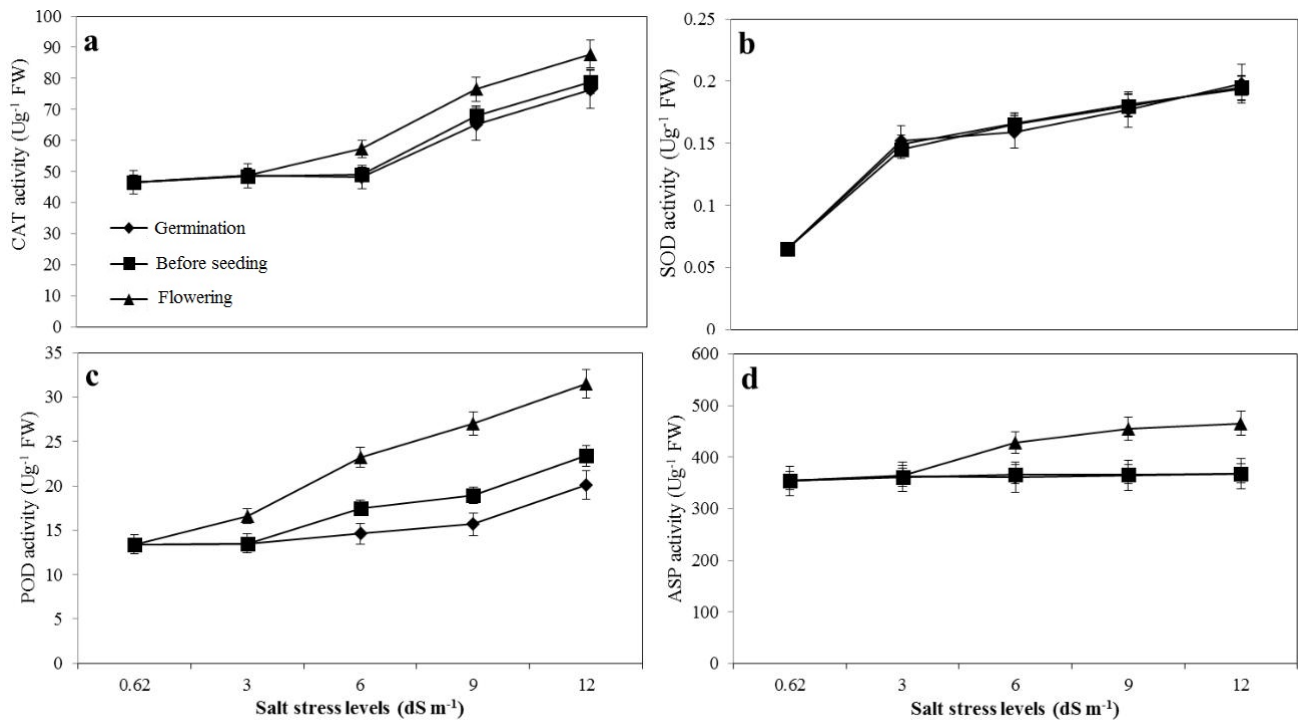 a
CAT activity (Ug-1 FW)
100
90
80
70
60
50
40
30
20
10
0
Germination
Before seeding
Flowering
b
SOD activity (Ug-1 FW)
0.25
0.2
0.15
0.1
0.05
0
c
POD activity (Ug-1 FW)
35
30
25
20
15
10
5
0
0.62 3 6 9 12
Salt stress levels (dS m-1)
d
ASP activity (Ug-1 FW)
600
500
400
300
200
100
0
0.62 3 6 9 12
Salt stress levels (dS m-1)